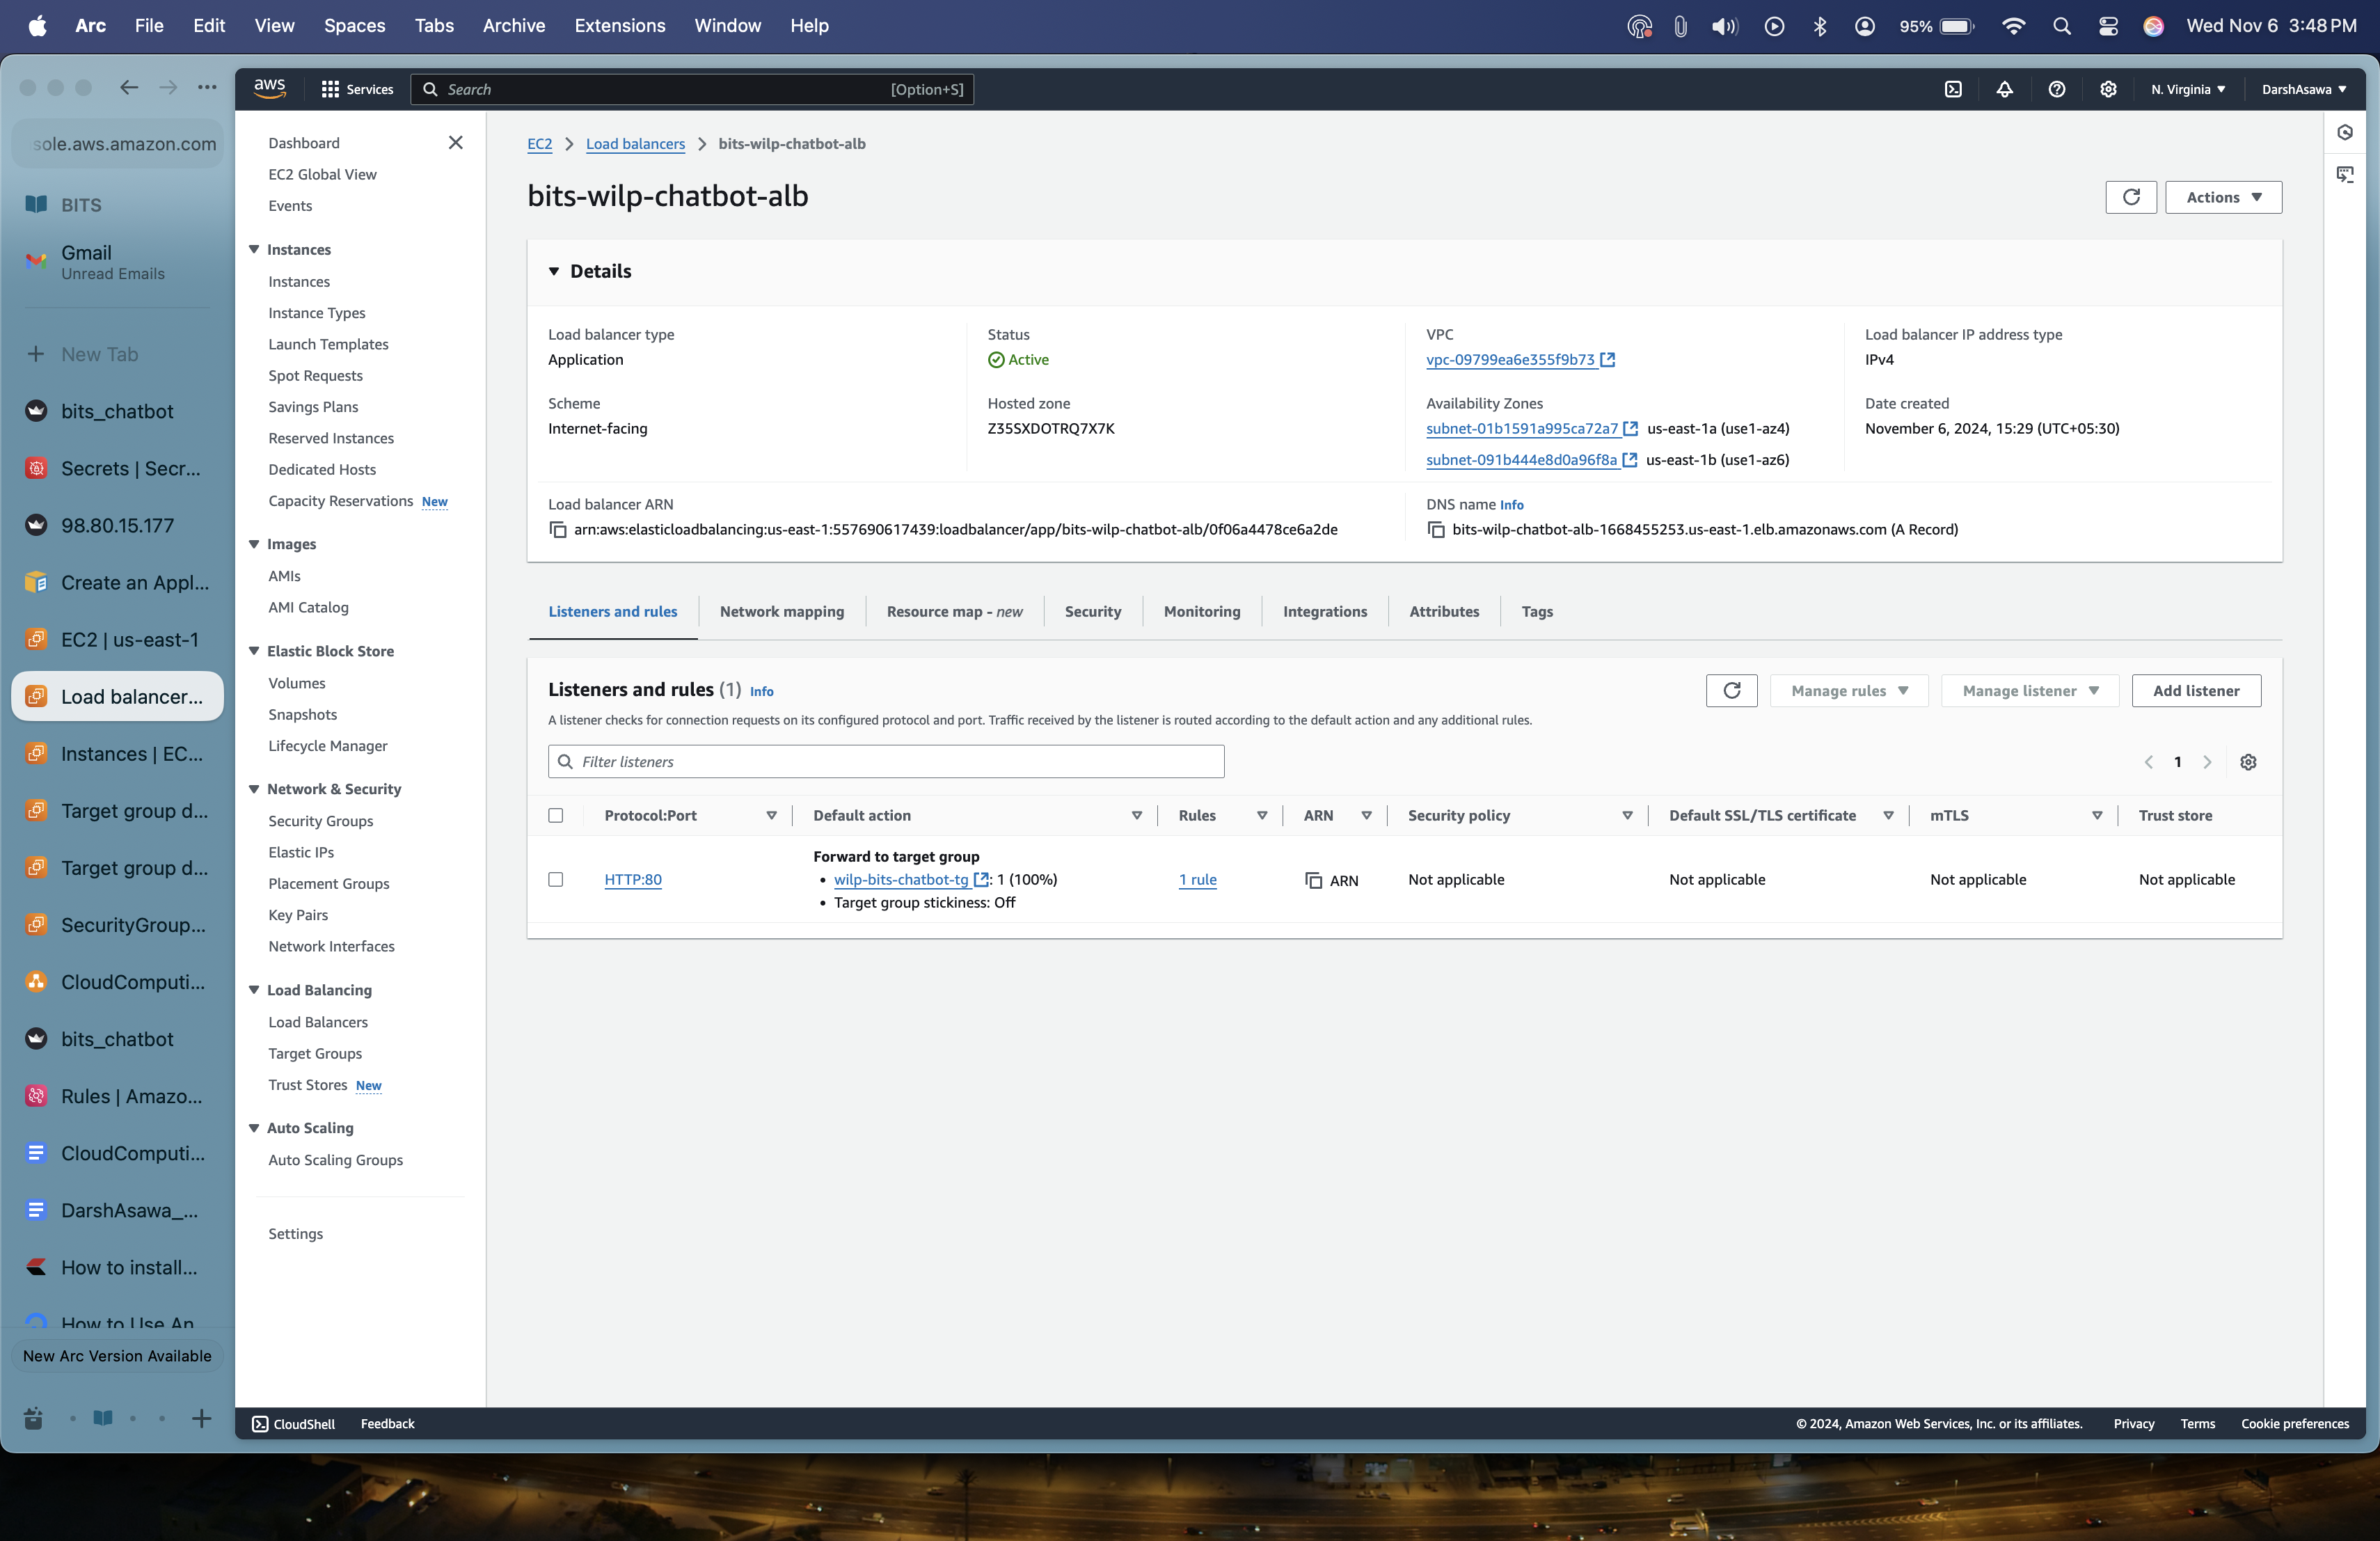 Arc File Edit View Spaces Tabs Archive Extensions Window Help 95% Wed Nov 6 3:48 PM
sole.aws.amazon.com
BITS
Gmail
Unread Emails
New Tab
bits_chatbot
Secrets | Secr...
98.80.15.177
Create an Appl...
EC2 | us-east-1
Load balancer...
Instances | EC...
Target group d...
Target group d...
SecurityGroup...
CloudComputi...
bits_chatbot
Rules | Amazo...
CloudComputi...
DarshAsawa_...
How to install...
How to Use An
New Arc Version Available
aws Services Search [Option+S] N. Virginia DarshAsawa
Dashboard
EC2 Global View
Events
Instances
Instances
Instance Types
Launch Templates
Spot Requests
Savings Plans
Reserved Instances
Dedicated Hosts
Capacity Reservations New
Images
AMIs
AMI Catalog
Elastic Block Store
Volumes
Snapshots
Lifecycle Manager
Network & Security
Security Groups
Elastic IPs
Placement Groups
Key Pairs
Network Interfaces
Load Balancing
Load Balancers
Target Groups
Trust Stores New
Auto Scaling
Auto Scaling Groups
Settings
EC2 > Load balancers > bits-wilp-chatbot-alb
bits-wilp-chatbot-alb
Actions
Details
Load balancer type
Application
Status
Active
VPC
vpc-09799ea6e355f9b73
Load balancer IP address type
IPv4
Scheme
Internet-facing
Hosted zone
Z35SXDOTRQ7X7K
Availability Zones
subnet-01b1591a995ca72a7 us-east-1a (use1-az4)
subnet-091b444e8d0a96f8a us-east-1b (use1-az6)
Date created
November 6, 2024, 15:29 (UTC+05:30)
Load balancer ARN
arn:aws:elasticloadbalancing:us-east-1:557690617439:loadbalancer/app/bits-wilp-chatbot-alb/0f06a4478ce6a2de
DNS name Info
bits-wilp-chatbot-alb-1668455253.us-east-1.elb.amazonaws.com (A Record)
Listeners and rules Network mapping Resource map - new Security Monitoring Integrations Attributes Tags
Listeners and rules (1) Info
Manage rules Manage listener Add listener
A listener checks for connection requests on its configured protocol and port. Traffic received by the listener is routed according to the default action and any additional rules.
Filter listeners
1
Protocol:Port Default action Rules ARN Security policy Default SSL/TLS certificate mTLS Trust store
Forward to target group
HTTP:80 • wilp-bits-chatbot-tg : 1 (100%) 1 rule ARN Not applicable Not applicable Not applicable Not applicable
• Target group stickiness: Off
CloudShell Feedback © 2024, Amazon Web Services, Inc. or its affiliates. Privacy Terms Cookie preferences